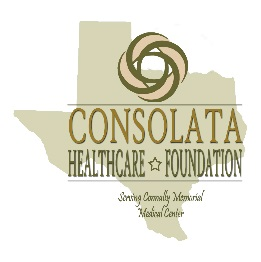 CONSOLATA
HEALTHCARE ☆ FOUNDATION
Serving Connally Memorial
Medical Center